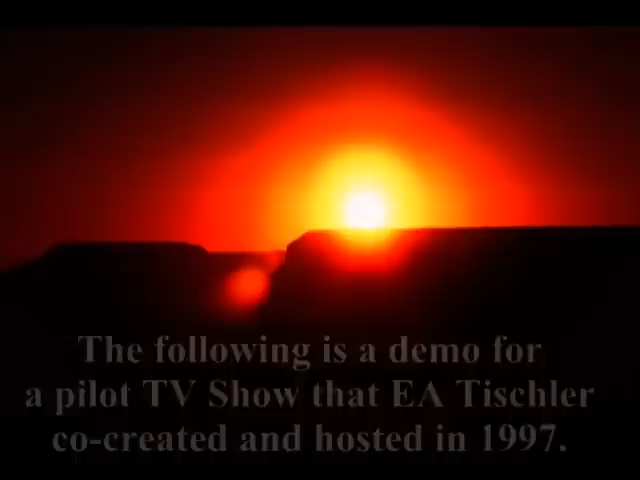 The following is a demo for
a pilot TV Show that EA Tischler
co-created and hosted in 1997.